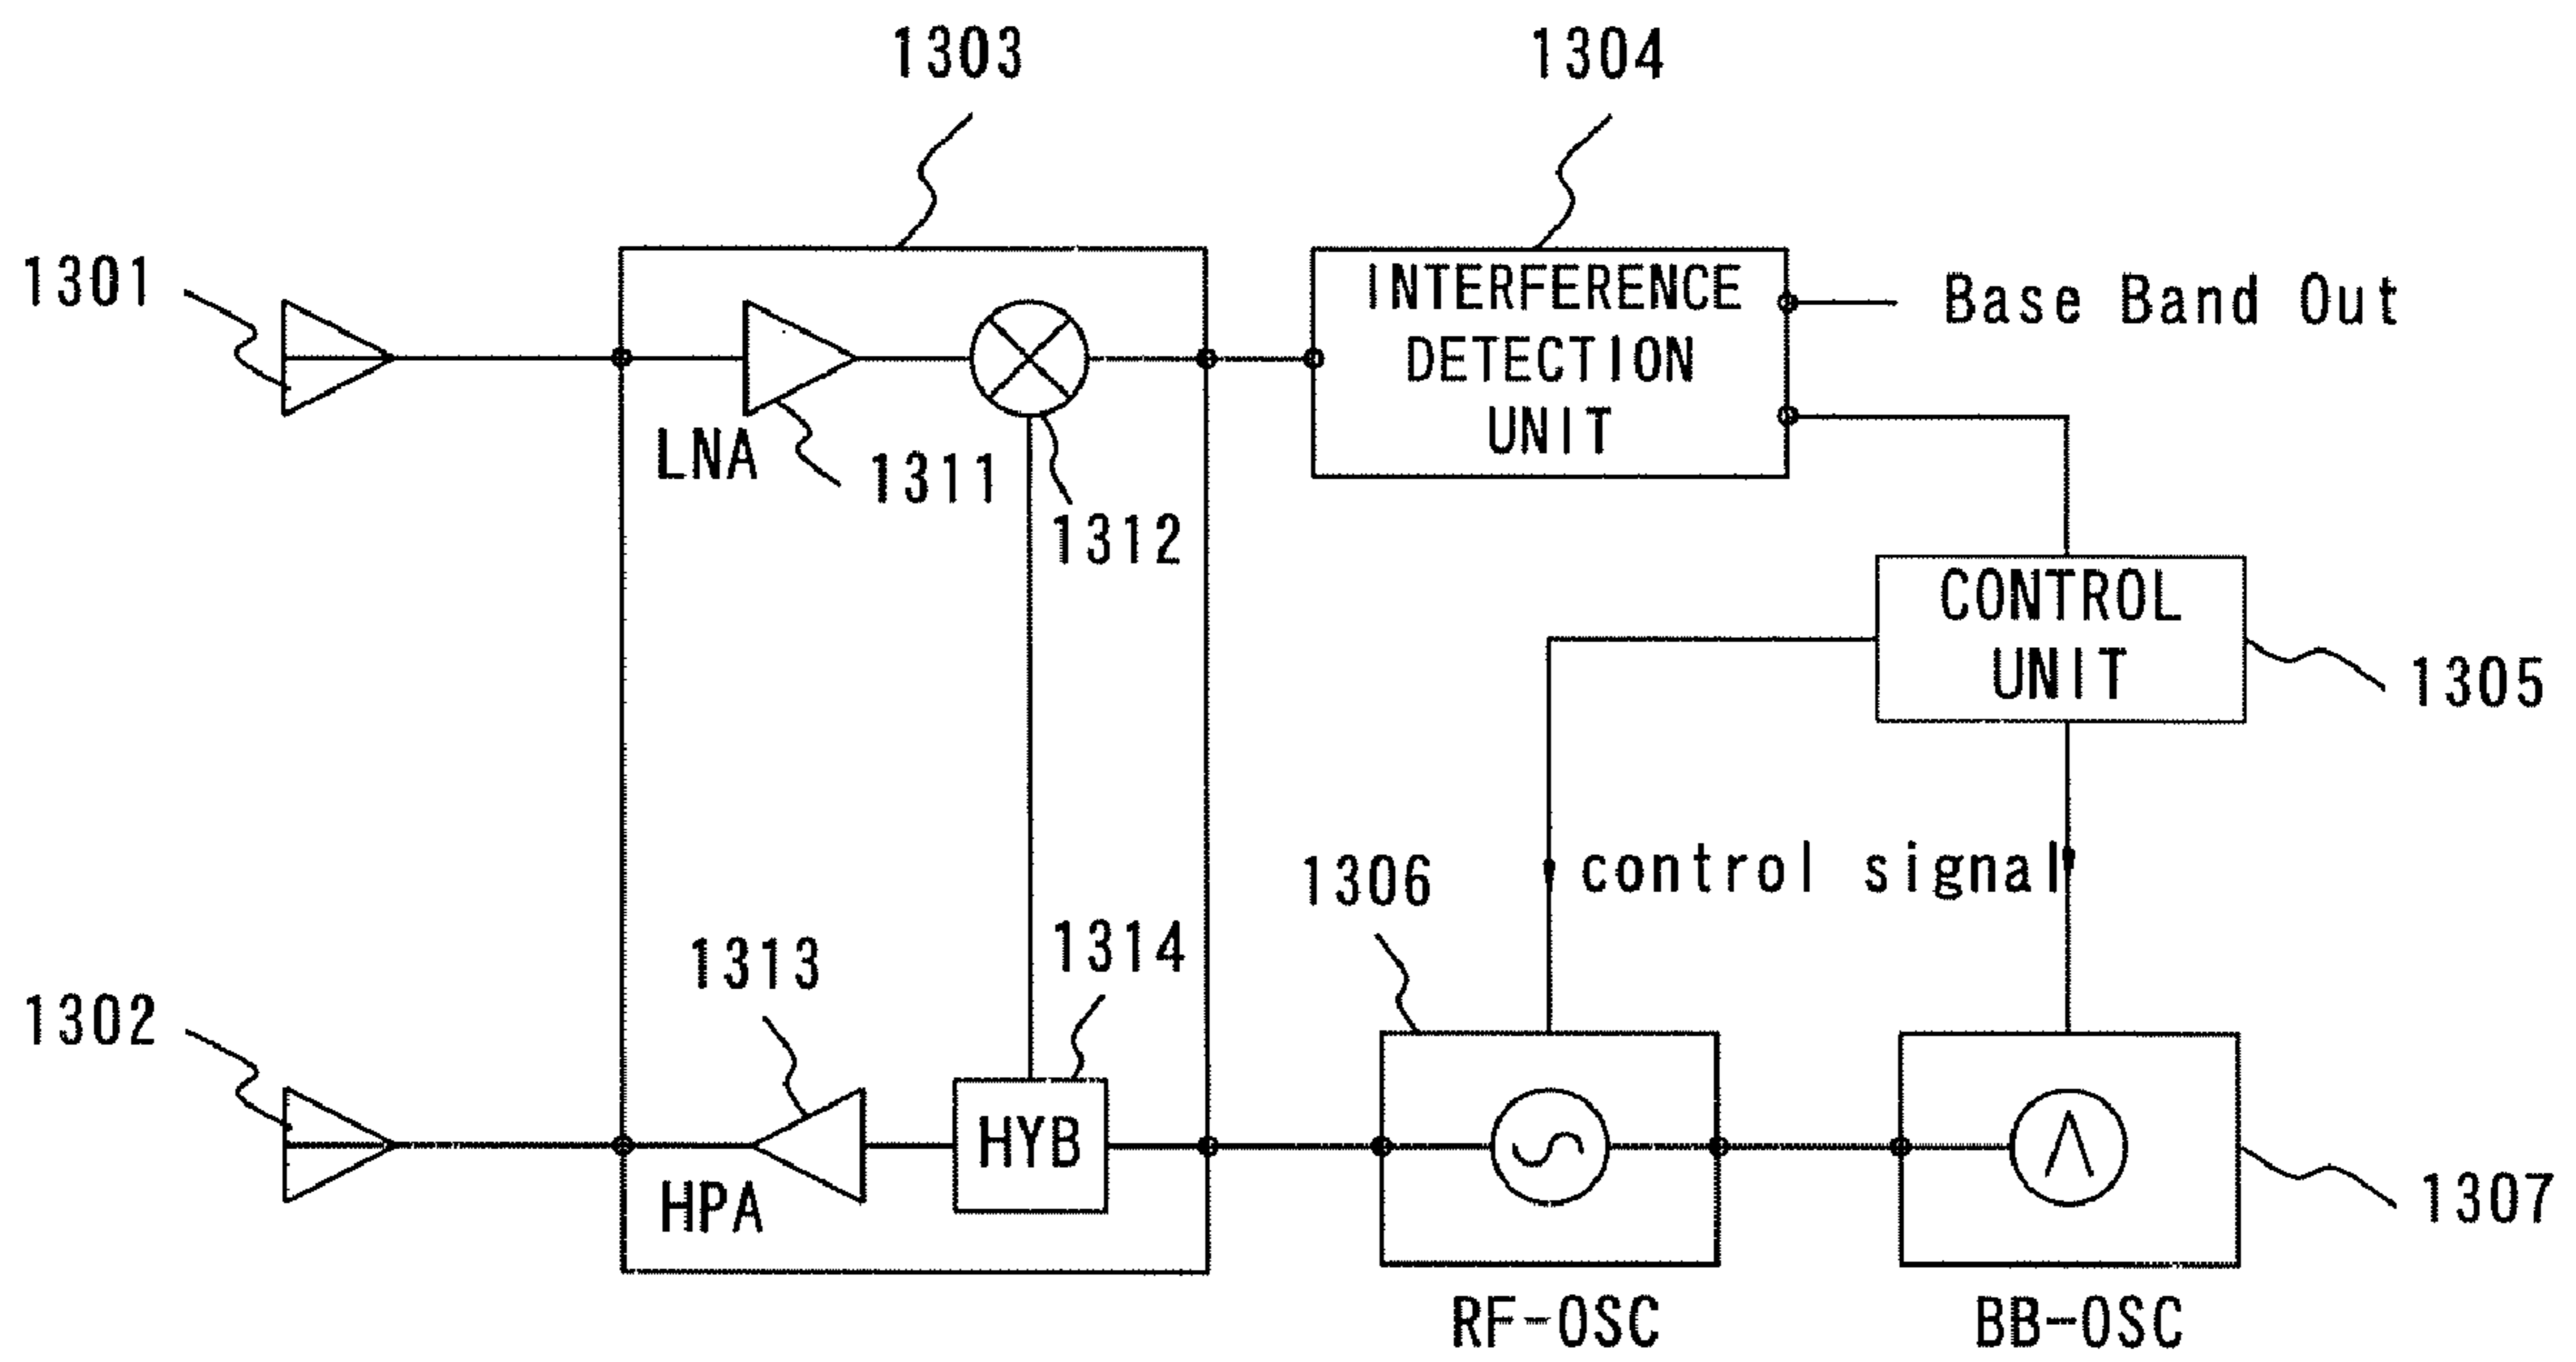 1303
1304
1301
INTERFERENCE
DETECTION
UNIT
Base Band Out
LNA
1311
1312
CONTROL
UNIT
1305
control signal
1306
1313
1314
1302
HYB
HPA
1307
RF-OSC
BB-OSC